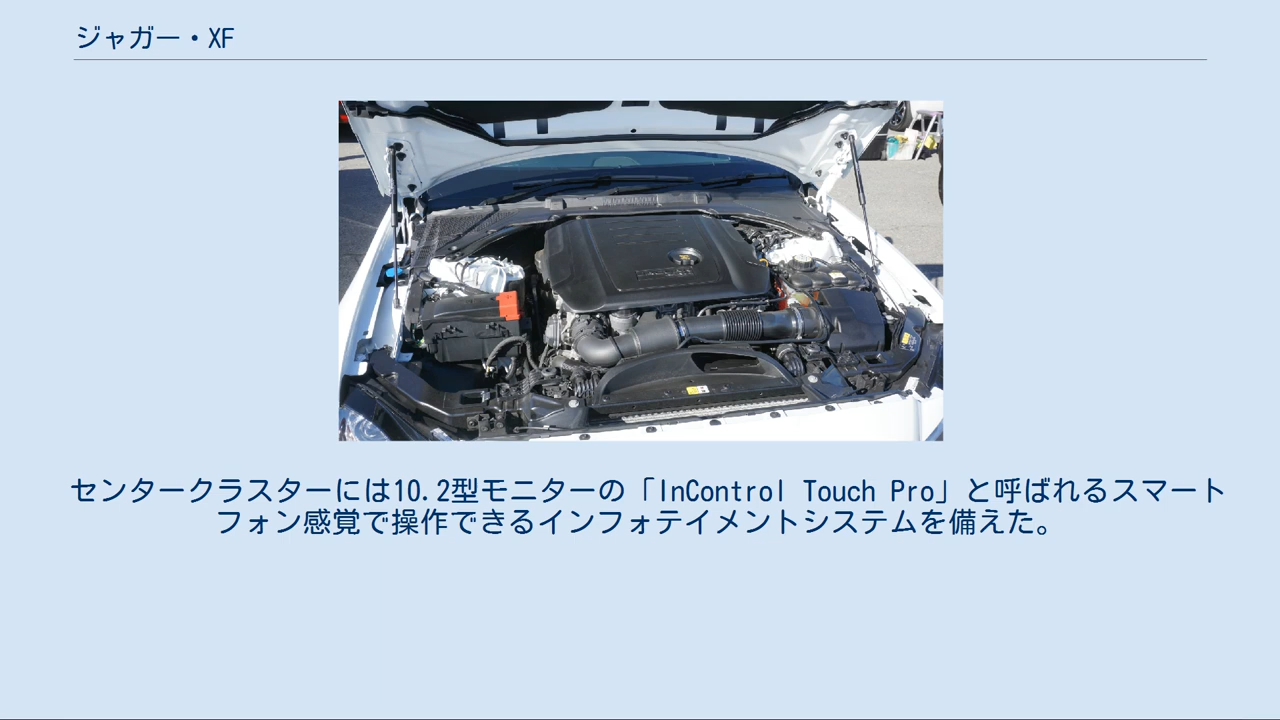 ジャガー・XF
センタークラスターには10.2型モニターの「InControl Touch Pro」と呼ばれるスマート
フォン感覚で操作できるインフォテイメントシステムを備えた。